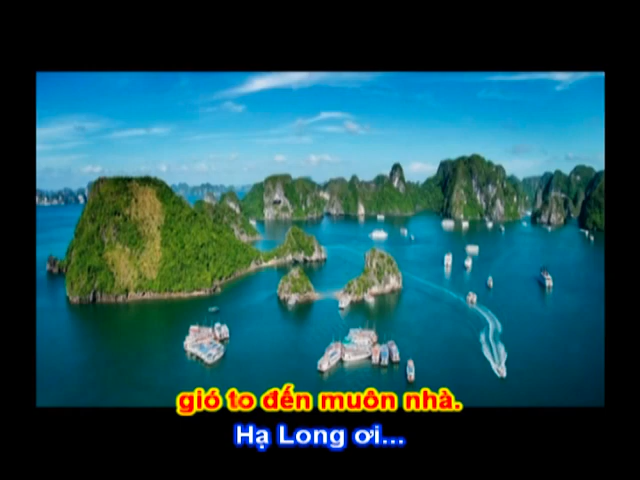 gió to đến muôn nhà.
Hạ Long ơi...